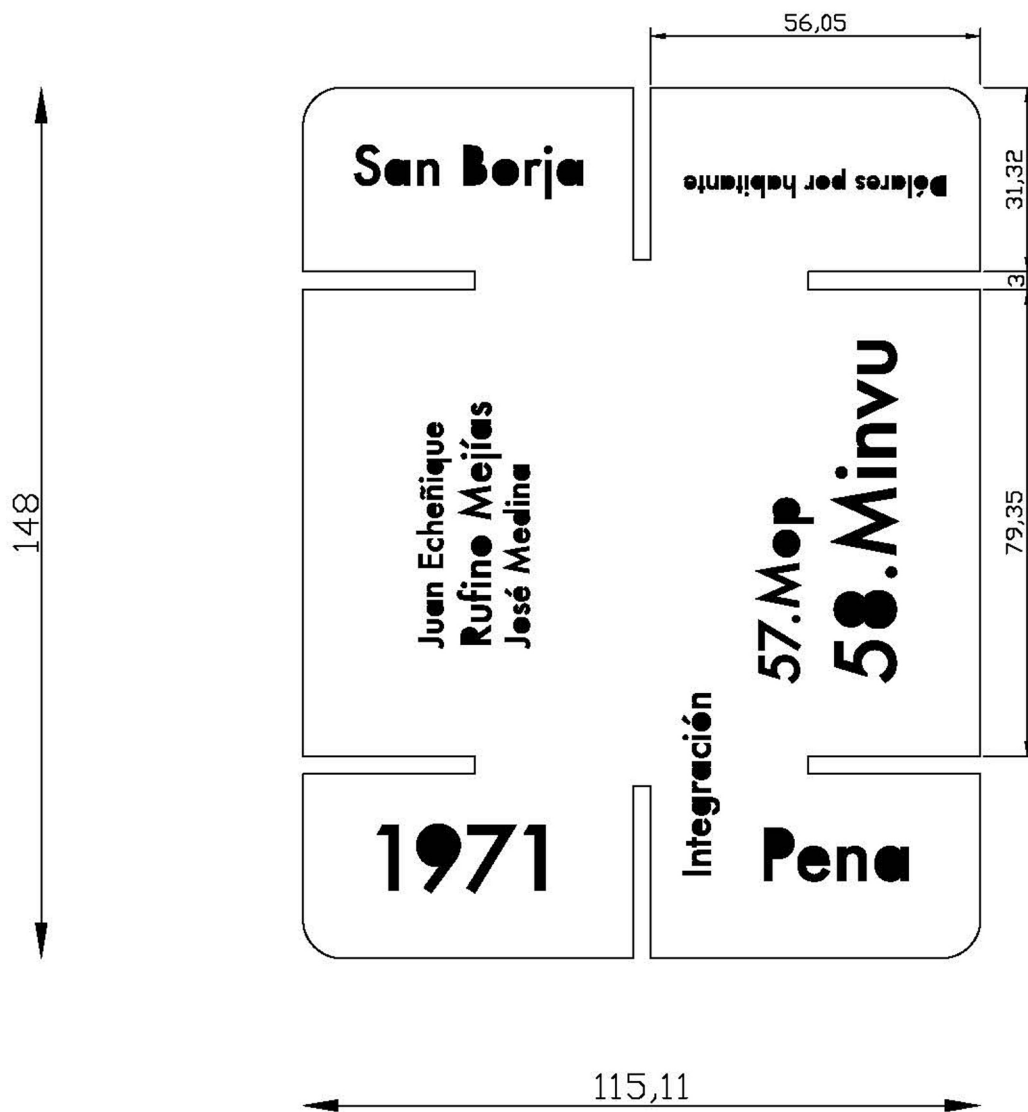 56,05
San Borja
Dólares por habitante
31,32
3
148
Juan Echeñique
Rufino Mejías
José Medina
57.Mop
58.Minvu
79,35
Integración
1971
Pena
115,11